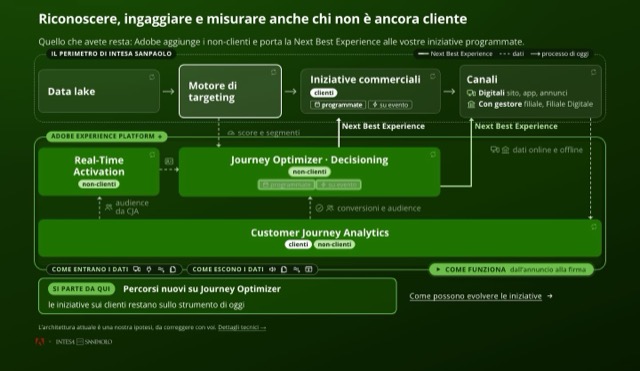 Riconoscere, ingaggiare e misurare anche chi non è ancora cliente
Quello che avete resta: Adobe aggiunge i non-clienti e porta la Next Best Experience alle vostre iniziative programmate.
IL PERIMETRO DI INTESA SANPAOLO
Next Best Experience
dati
processo di oggi
Data lake
Motore di
targeting
Iniziative commerciali
clienti
programmate
su evento
Canali
Digitali sito, app, annunci
Con gestore filiale, Filiale Digitale
score e segmenti
Next Best Experience
Next Best Experience
ADOBE EXPERIENCE PLATFORM
Real-Time
Activation
non-clienti
Journey Optimizer · Decisioning
non-clienti
programmate
su evento
dati online e offline
audience
da CJA
conversioni e audience
Customer Journey Analytics
clienti
non-clienti
COME ENTRANO I DATI
COME ESCONO I DATI
COME FUNZIONA dall'annuncio alla firma
SI PARTE DA QUI
Percorsi nuovi su Journey Optimizer
le iniziative sui clienti restano sullo strumento di oggi
Come possono evolvere le iniziative →
L'architettura attuale è una nostra ipotesi, da correggere con voi. Dettagli tecnici →
INTESA SANPAOLO